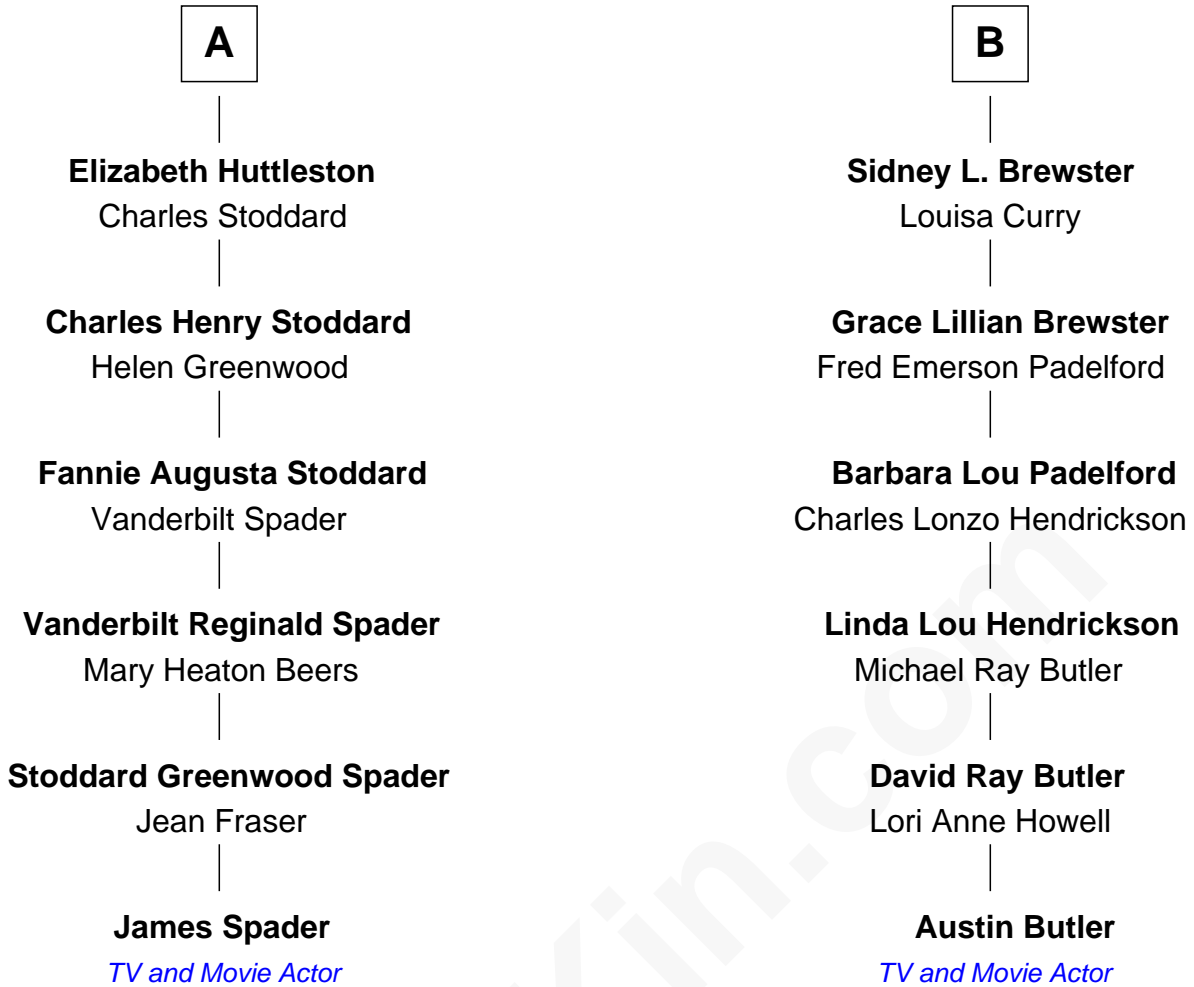 A
Elizabeth Huttleston
Charles Stoddard
Charles Henry Stoddard
Helen Greenwood
Fannie Augusta Stoddard
Vanderbilt Spader
Vanderbilt Reginald Spader
Mary Heaton Beers
Stoddard Greenwood Spader
Jean Fraser
James Spader
TV and Movie Actor
B
Sidney L. Brewster
Louisa Curry
Grace Lillian Brewster
Fred Emerson Padelford
Barbara Lou Padelford
Charles Lonzo Hendrickson
Linda Lou Hendrickson
Michael Ray Butler
David Ray Butler
Lori Anne Howell
Austin Butler
TV and Movie Actor
Kin.com